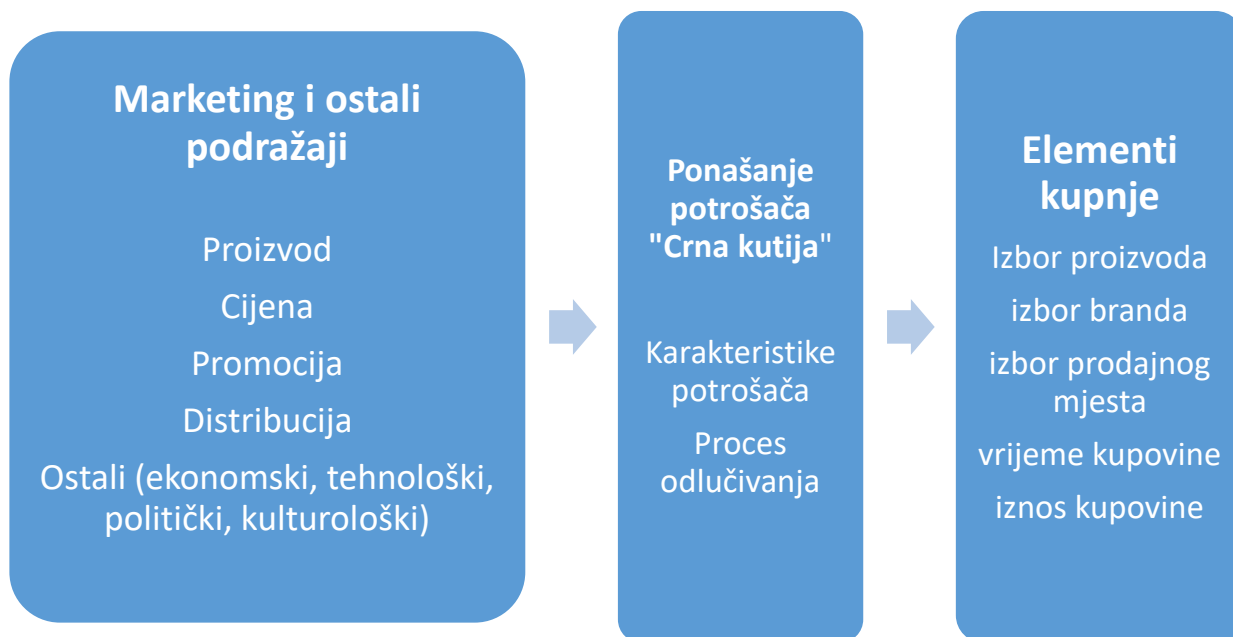 Marketing i ostali
podražaji
Proizvod
Cijena
Promocija
Distribucija
Ostali (ekonomski, tehnološki,
politički, kulturološki)
Ponašanje
potrošača
"Crna kutija"
Karakteristike
potrošača
Proces
odlučivanja
Elementi
kupnje
Izbor proizvoda
izbor branda
izbor prodajnog
mjesta
vrijeme kupovine
iznos kupovine